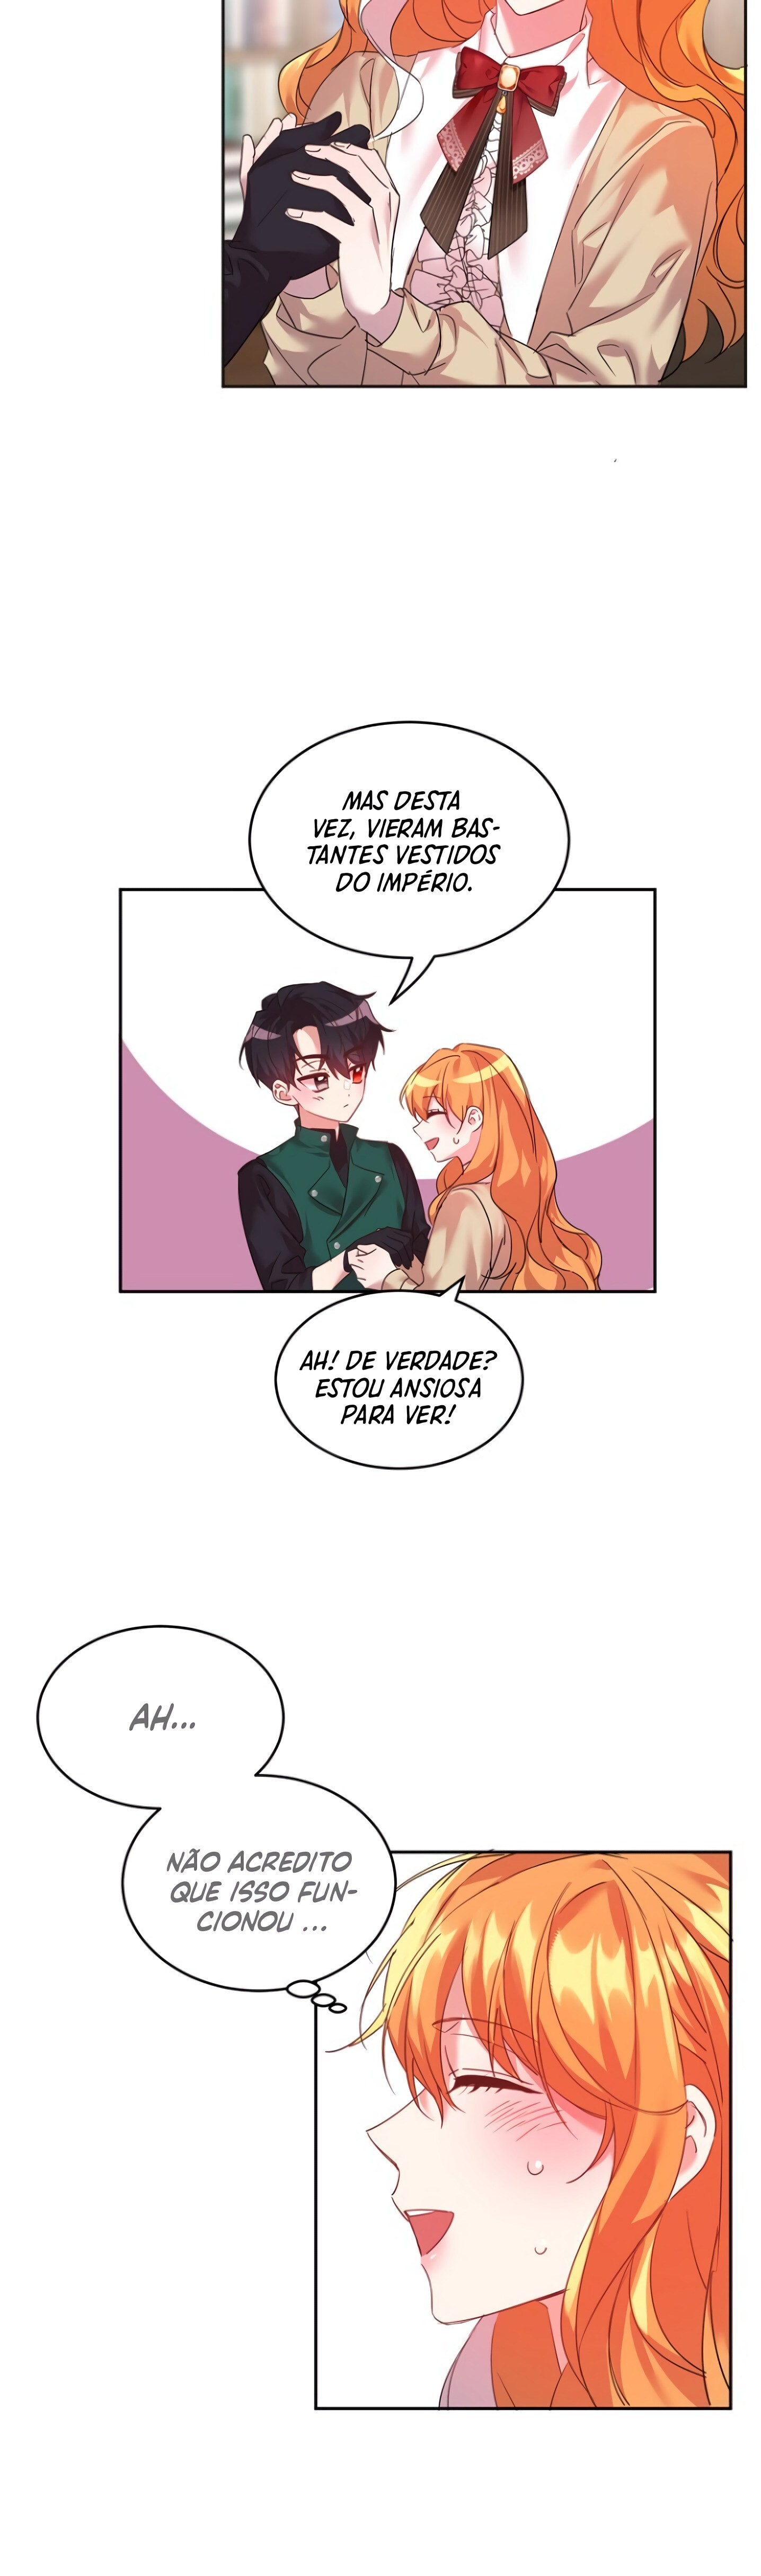 MAS DESTA
VEZ, VIERAM BAS-
TANTES VESTIDOS
DO IMPÉRIO.
AH! DE VERDADE?
ESTOU ANSIOSA
PARA VER!
AH...
NÃO ACREDITO
QUE ISSO FUN-
CIONOU ...